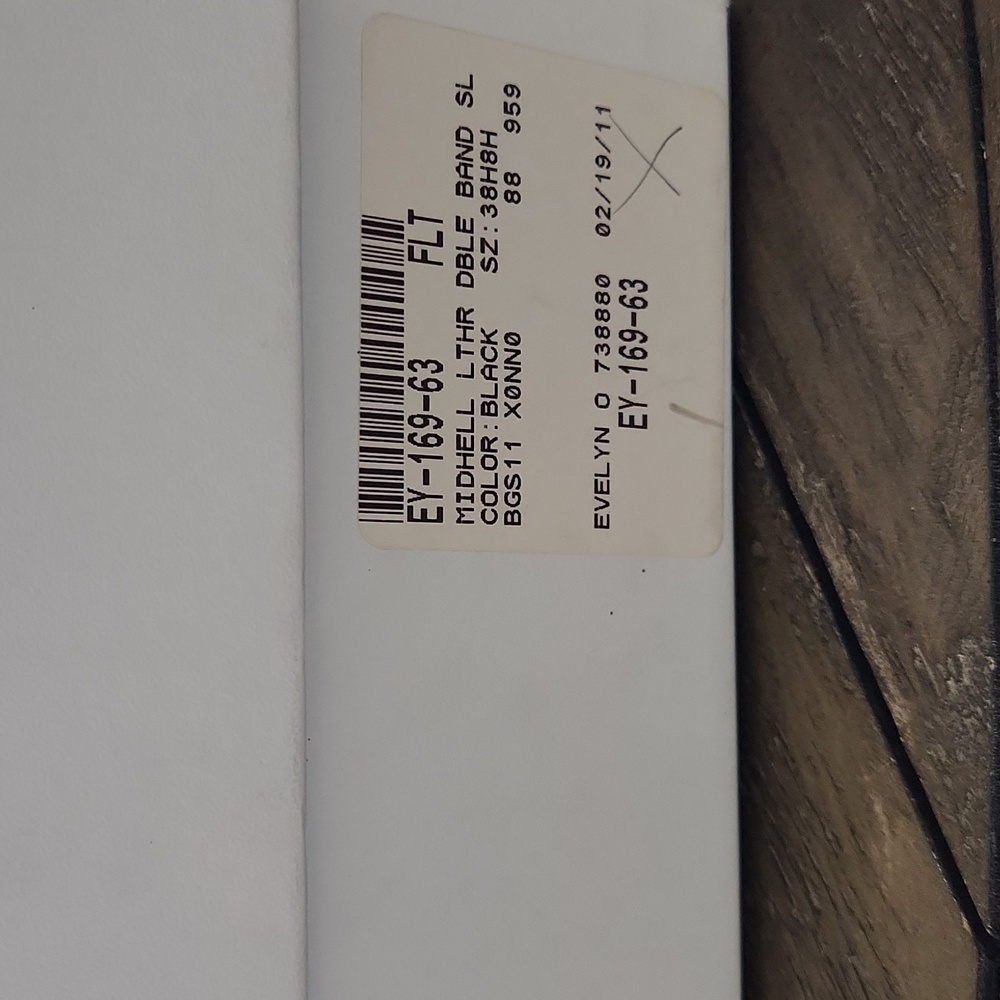 EY-169-63 FLT
MIDHELL LTHR DBLE BAND SL
COLOR:BLACK SZ:38H8H
BGS11 X0NN0 88 959
EVELYN O 738880 02/19/11
EY-169-63